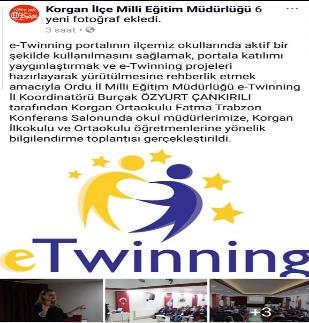 Korgan İlçe Milli Eğitim Müdürlüğü 6
yeni fotoğraf ekledi.
3 saat
e-Twinning portalının ilçemiz okullarında aktif bir
şekilde kullanılmasını sağlamak, portala katılımı
yaygınlaştırmak ve e-Twinning projeleri
hazırlayarak yürütülmesine rehberlik etmek
amacıyla Ordu İl Milli Eğitim Müdürlüğü e-Twinning
İl Koordinatörü Burçak ÖZYURT ÇANKIRILI
tarafından Korgan Ortaokulu Fatma Trabzon
Konferans Salonunda okul müdürlerimize, Korgan
İlkokulu ve Ortaokulu öğretmenlerine yönelik
bilgilendirme toplantısı gerçekleştirildi.
eTwinning
+3